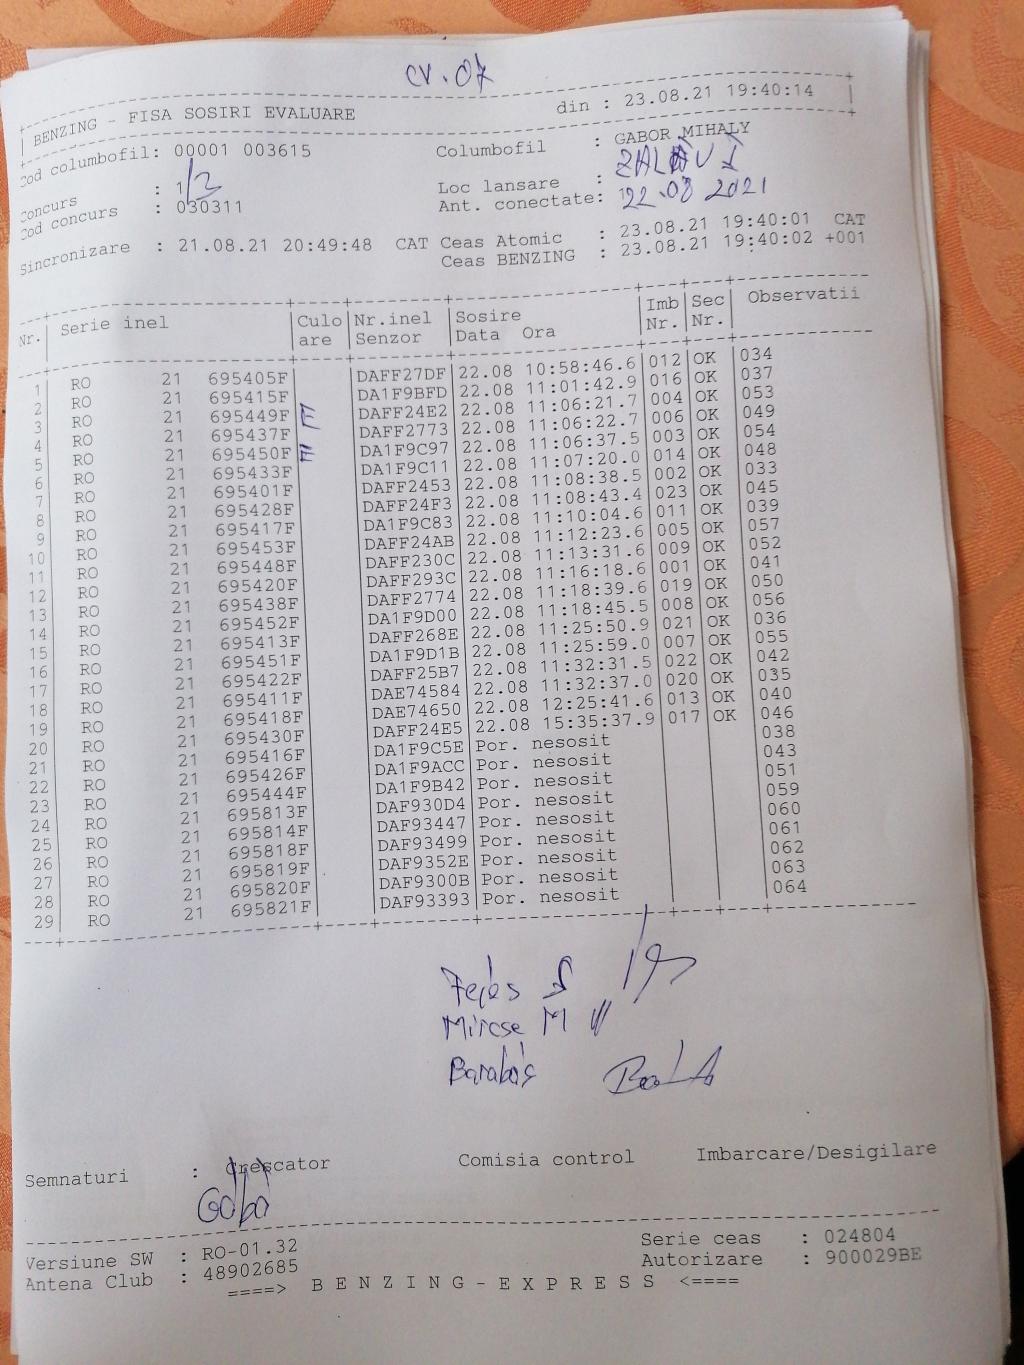 cv. 07
BENZING - FISA SOSIRI EVALUARE din : 23.08.21 19:40:14
Cod columbofil: 00001 003615 Columbofil : GABOR MIHALY
Concurs : 1/3 Loc lansare : ZALĂU I
Cod concurs : 030311 Ant. conectate: 22.08 2021
Sincronizare : 21.08.21 20:49:48 CAT Ceas Atomic : 23.08.21 19:40:01 CAT
Ceas BENZING : 23.08.21 19:40:02 +001
Nr. Serie inel Culo Nr.inel Sosire Imb Sec Observatii
are Senzor Data Ora Nr. Nr.
1 RO 21 695405F DAFF27DF 22.08 10:58:46.6 012 OK 034
2 RO 21 695415F DA1F9BFD 22.08 11:01:42.9 016 OK 037
3 RO 21 695449F DAFF24E2 22.08 11:06:21.7 004 OK 053
4 RO 21 695437F DAFF2773 22.08 11:06:22.7 006 OK 049
5 RO 21 695450F DA1F9C97 22.08 11:06:37.5 003 OK 054
6 RO 21 695433F DA1F9C11 22.08 11:07:20.0 014 OK 048
7 RO 21 695401F DAFF2453 22.08 11:08:38.5 002 OK 033
8 RO 21 695428F DAFF24F3 22.08 11:08:43.4 023 OK 045
9 RO 21 695417F DA1F9C83 22.08 11:10:04.6 011 OK 039
10 RO 21 695453F DAFF24AB 22.08 11:12:23.6 005 OK 057
11 RO 21 695448F DAFF230C 22.08 11:13:31.6 009 OK 052
12 RO 21 695420F DAFF293C 22.08 11:16:18.6 001 OK 041
13 RO 21 695438F DAFF2774 22.08 11:18:39.6 019 OK 050
14 RO 21 695452F DA1F9D00 22.08 11:18:45.5 008 OK 056
15 RO 21 695413F DAFF268E 22.08 11:25:50.9 021 OK 036
16 RO 21 695451F DA1F9D1B 22.08 11:25:59.0 007 OK 055
17 RO 21 695422F DAFF25B7 22.08 11:32:31.5 022 OK 042
18 RO 21 695411F DAE74584 22.08 11:32:37.0 020 OK 035
19 RO 21 695418F DAE74650 22.08 12:25:41.6 013 OK 040
20 RO 21 695430F DAFF24E5 22.08 15:35:37.9 017 OK 046
21 RO 21 695416F DA1F9C5E Por. nesosit 038
22 RO 21 695426F DA1F9ACC Por. nesosit 043
23 RO 21 695444F DA1F9B42 Por. nesosit 051
24 RO 21 695813F DAF930D4 Por. nesosit 059
25 RO 21 695814F DAF93447 Por. nesosit 060
26 RO 21 695818F DAF93499 Por. nesosit 061
27 RO 21 695819F DAF9352E Por. nesosit 062
28 RO 21 695820F DAF9300B Por. nesosit 063
29 RO 21 695821F DAF93393 Por. nesosit 064
Fejes S
Mircse M
Barabás
Semnaturi : Crescator Comisia control Imbarcare/Desigilare
Gabor
Versiune SW : RO-01.32 Serie ceas : 024804
Antena Club : 48902685 Autorizare : 900029BE
====> B E N Z I N G - E X P R E S S <====